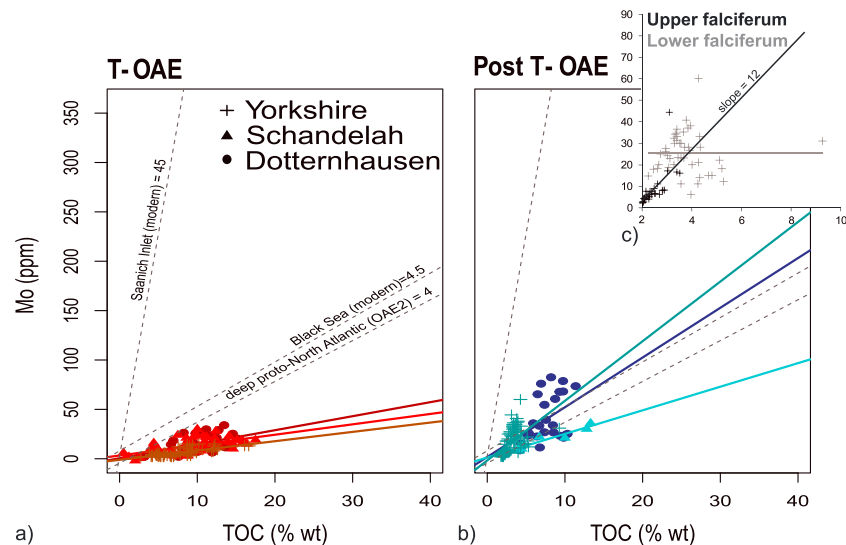 T- OAE
Yorkshire
Schandelah
Dotternhausen
Saanich Inlet (modern) = 45
Black Sea (modern)=4.5
deep proto-North Atlantic (OAE2) = 4
Mo (ppm)
350
300
250
200
150
100
50
0
0 10 20 30 40
TOC (% wt)
a)
Post T- OAE
0 10 20 30 40
TOC (% wt)
b)
Upper falciferum
Lower falciferum
slope = 12
90
80
70
60
50
40
30
20
10
0
2 4 6 8 10
c)